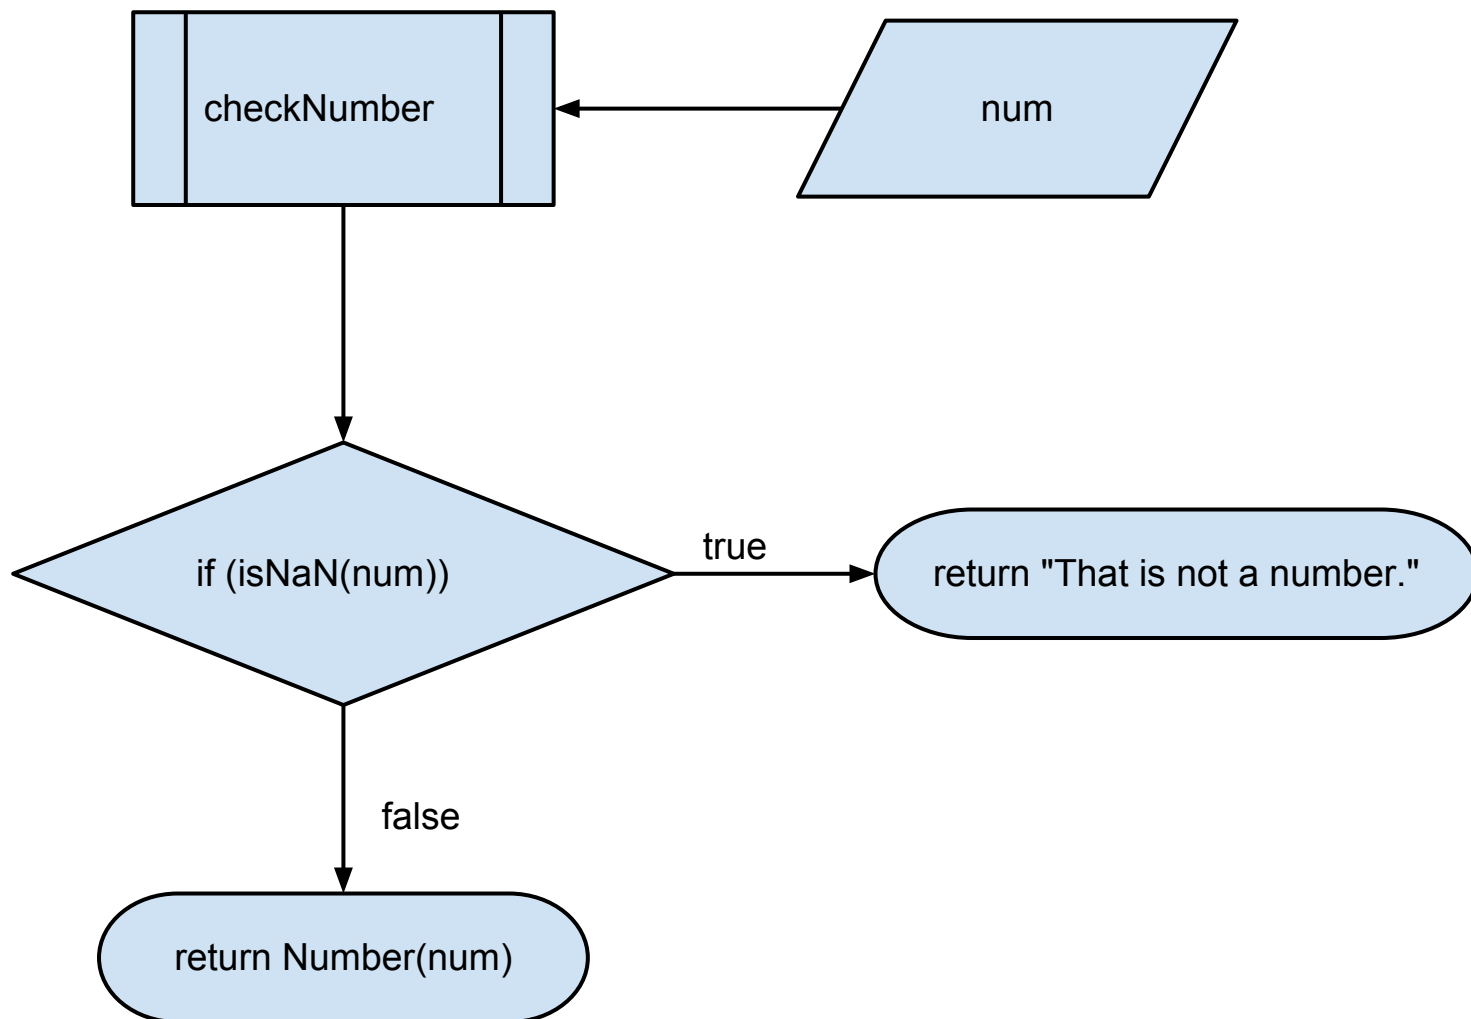 checkNumber
num
if (isNaN(num))
true
return "That is not a number."
false
return Number(num)